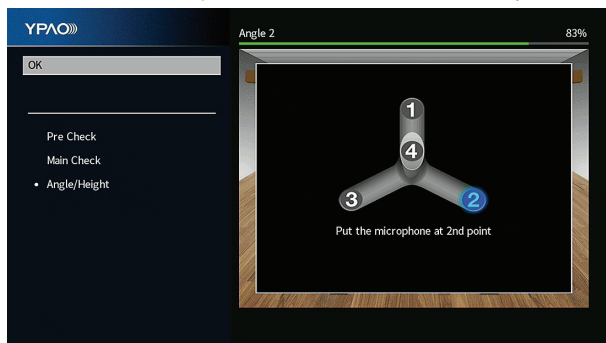 YPAO
Angle 2
83%
OK
Pre Check
Main Check
• Angle/Height
1
4
3
2
Put the microphone at 2nd point